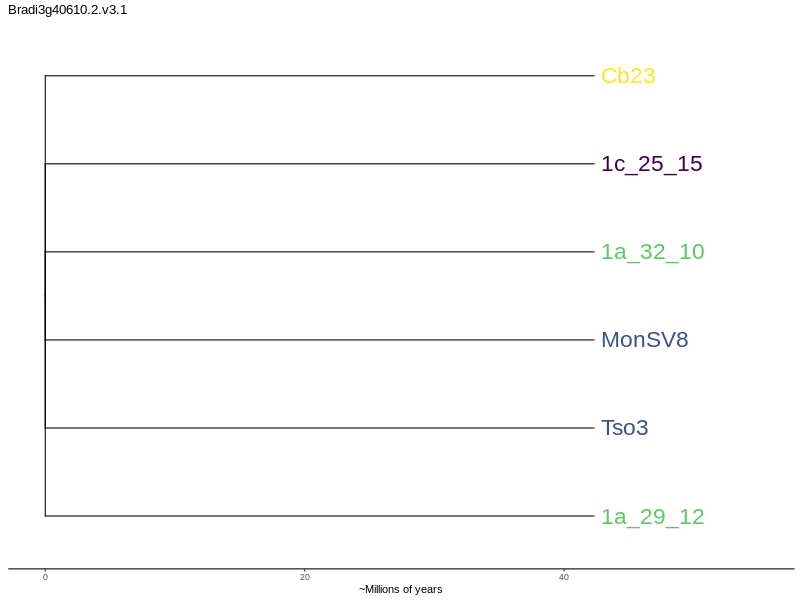 Bradi3g40610.2.v3.1
Cb23
1c_25_15
1a_32_10
MonSV8
Tso3
1a_29_12
0 20 40
~Millions of years